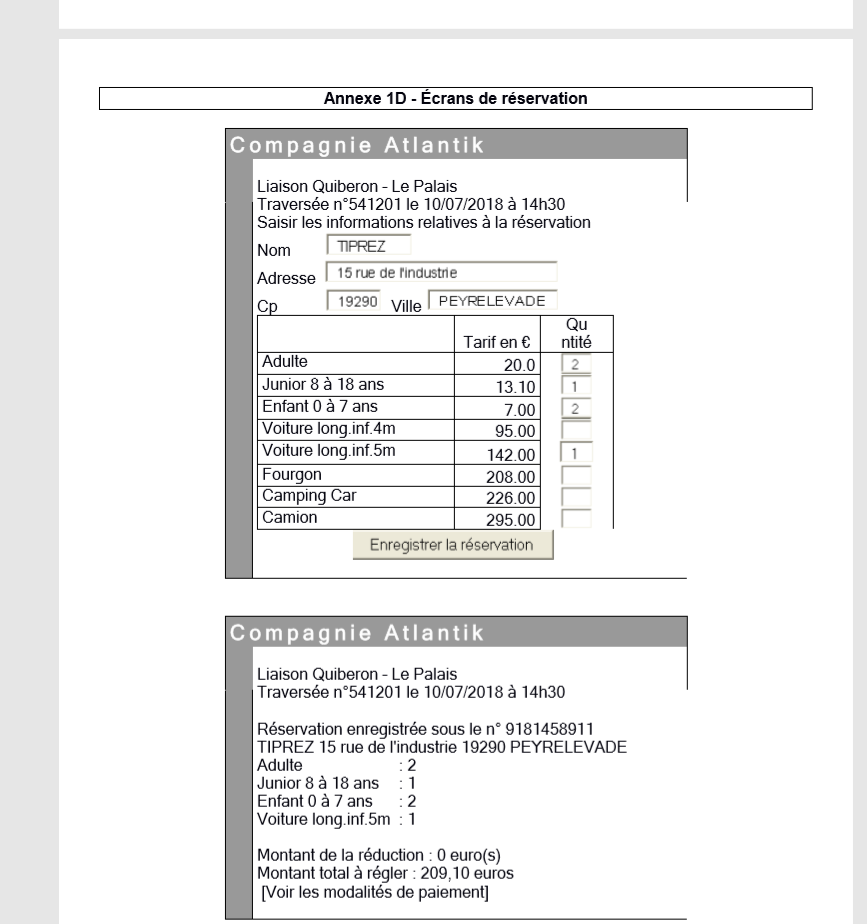 Annexe 1D - Écrans de réservation
Compagnie Atlantik
Liaison Quiberon - Le Palais
Traversée n°541201 le 10/07/2018 à 14h30
Saisir les informations relatives à la réservation
Nom TIPREZ
Adresse 15 rue de l'industrie
Cp 19290 Ville PEYRELEVADE
Tarif en € Qu
ntité
Adulte 20.0 2
Junior 8 à 18 ans 13.10 1
Enfant 0 à 7 ans 7.00 2
Voiture long.inf.4m 95.00
Voiture long.inf.5m 142.00 1
Fourgon 208.00
Camping Car 226.00
Camion 295.00
Enregistrer la réservation
Compagnie Atlantik
Liaison Quiberon - Le Palais
Traversée n°541201 le 10/07/2018 à 14h30
Réservation enregistrée sous le n° 9181458911
TIPREZ 15 rue de l'industrie 19290 PEYRELEVADE
Adulte : 2
Junior 8 à 18 ans : 1
Enfant 0 à 7 ans : 2
Voiture long.inf.5m : 1
Montant de la réduction : 0 euro(s)
Montant total à régler : 209,10 euros
[Voir les modalités de paiement]